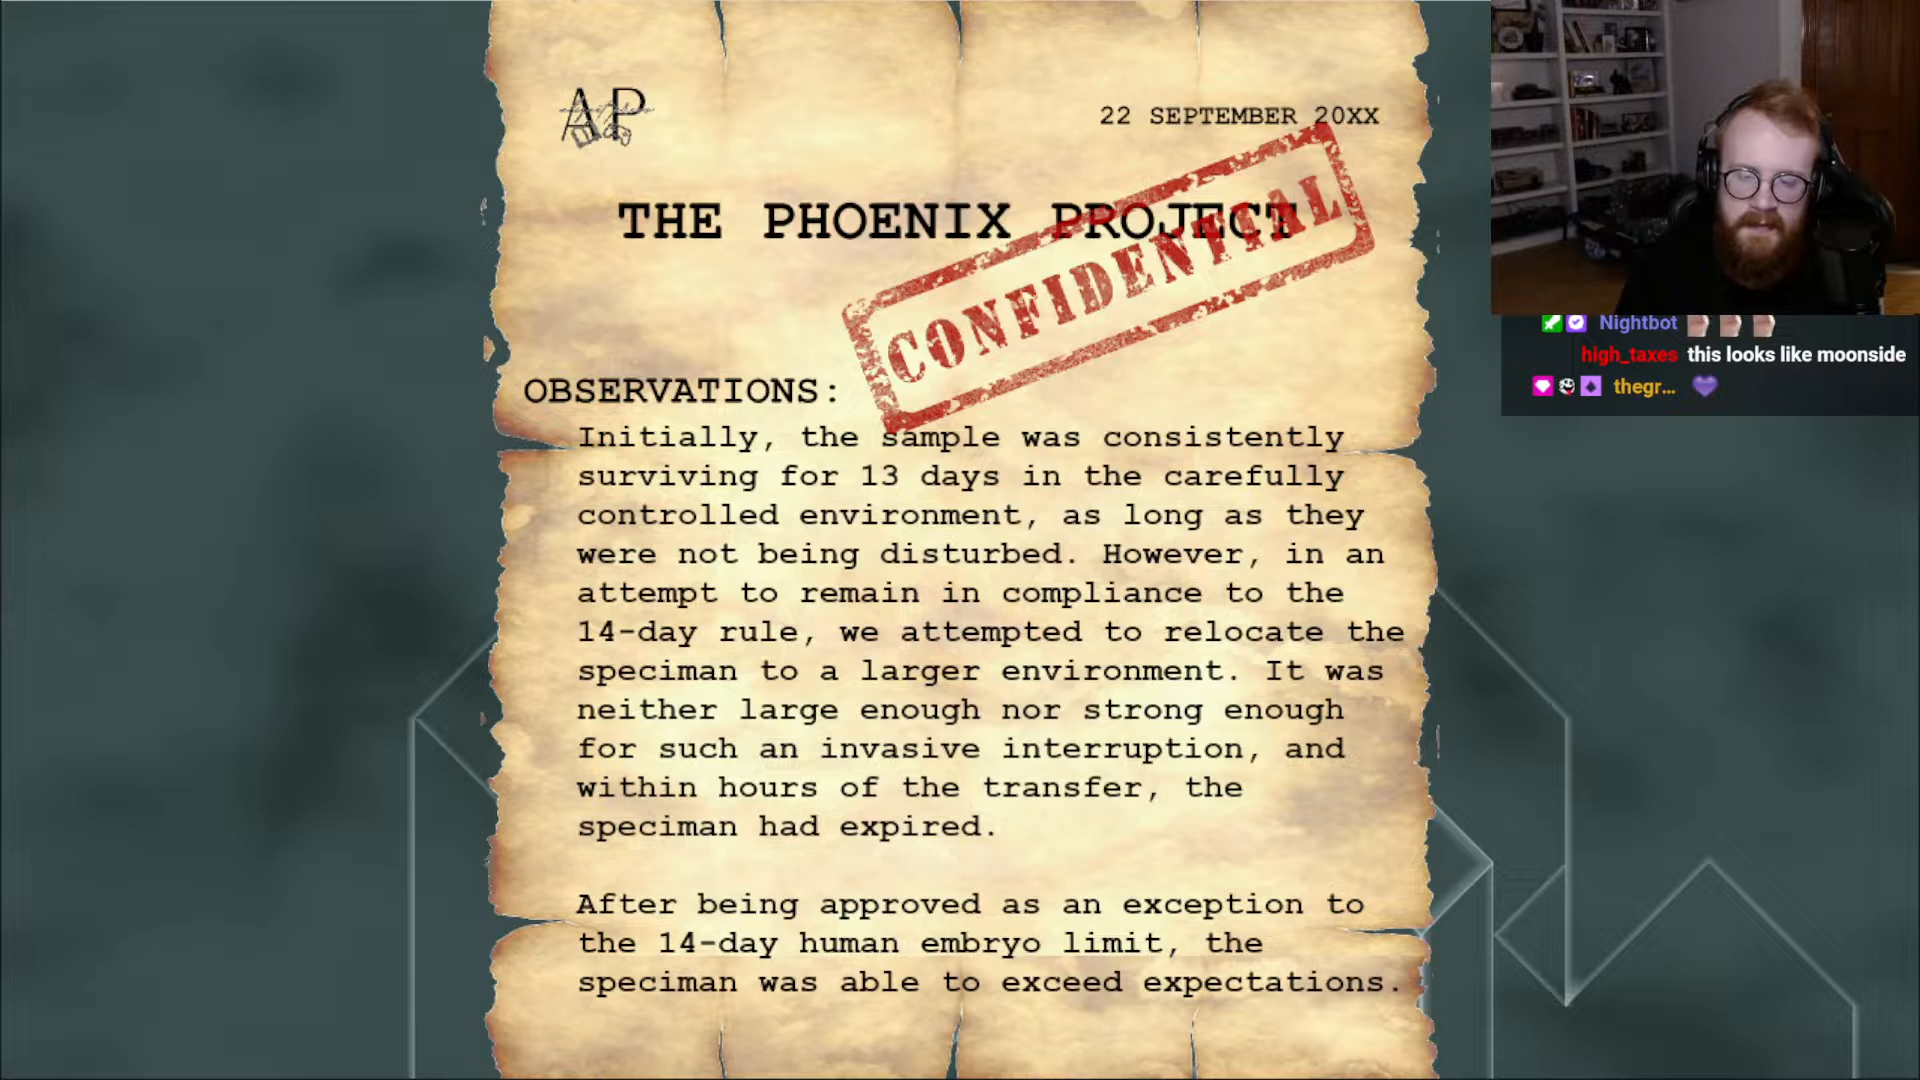 AP
22 SEPTEMBER 20XX
THE PHOENIX PROJECT
CONFIDENTIAL
OBSERVATIONS:
Initially, the sample was consistently
surviving for 13 days in the carefully
controlled environment, as long as they
were not being disturbed. However, in an
attempt to remain in compliance to the
14-day rule, we attempted to relocate the
speciman to a larger environment. It was
neither large enough nor strong enough
for such an invasive interruption, and
within hours of the transfer, the
speciman had expired.
After being approved as an exception to
the 14-day human embryo limit, the
speciman was able to exceed expectations.
Nightbot
high_taxes this looks like moonside
thegr...